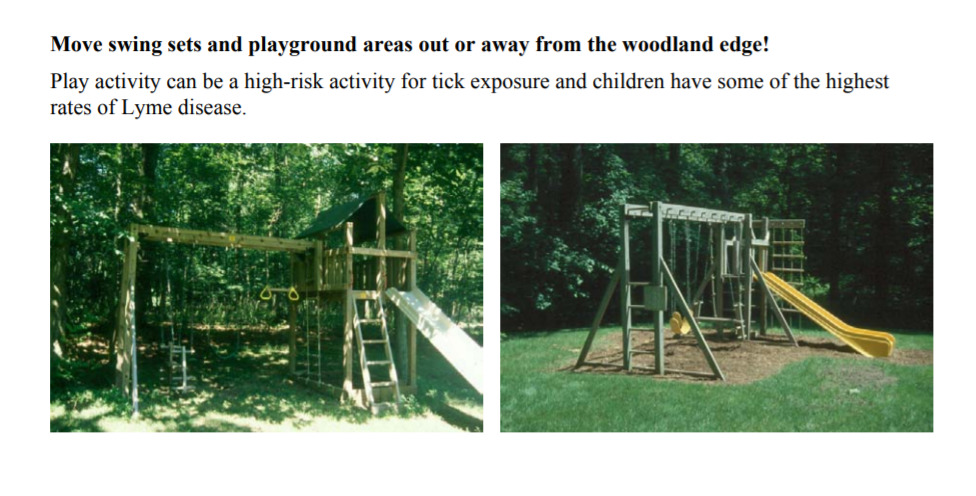 Move swing sets and playground areas out or away from the woodland edge!
Play activity can be a high-risk activity for tick exposure and children have some of the highest
rates of Lyme disease.